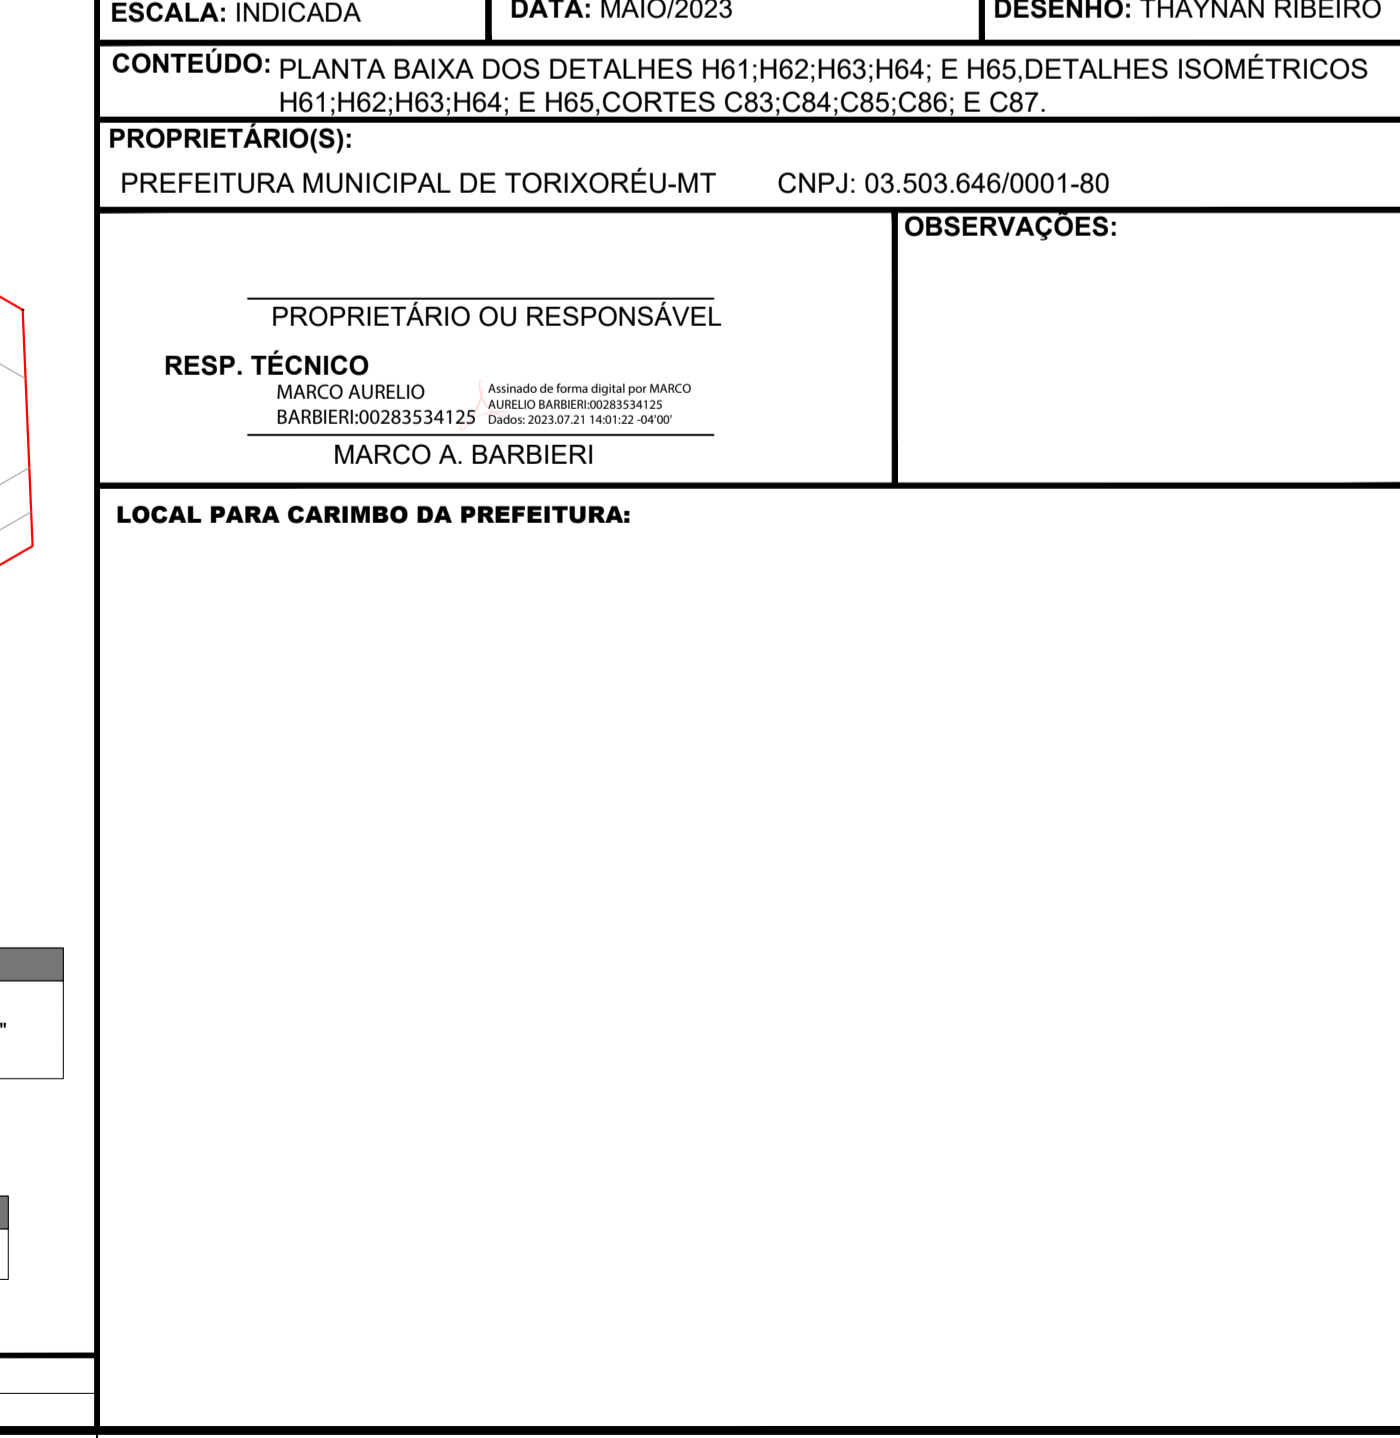 ESCALA: INDICADA
DATA: MAIO/2023
DESENHO: THAYNAN RIBEIRO
CONTEÚDO: PLANTA BAIXA DOS DETALHES H61;H62;H63;H64; E H65,DETALHES ISOMÉTRICOS
H61;H62;H63;H64; E H65,CORTES C83;C84;C85;C86; E C87.
PROPRIETÁRIO(S):
PREFEITURA MUNICIPAL DE TORIXORÉU-MT CNPJ: 03.503.646/0001-80
OBSERVAÇÕES:
PROPRIETÁRIO OU RESPONSÁVEL
RESP. TÉCNICO
MARCO AURELIO
BARBIERI:00283534125
Assinado de forma digital por MARCO
AURELIO BARBIERI:00283534125
Dados: 2023.07.21 14:01:22 -04'00'
MARCO A. BARBIERI
LOCAL PARA CARIMBO DA PREFEITURA:
"